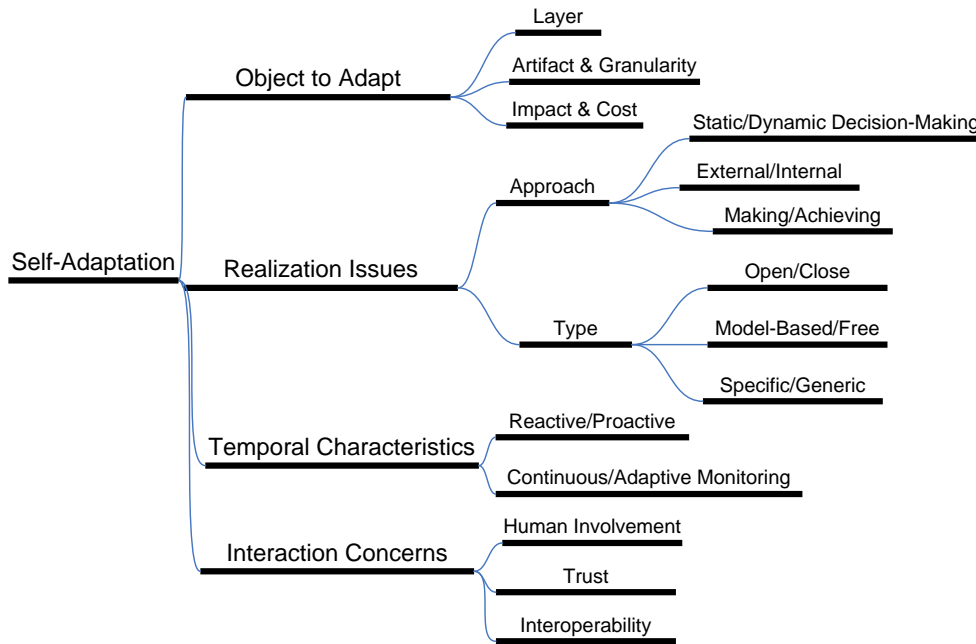 Self-Adaptation
Object to Adapt
Layer
Artifact & Granularity
Impact & Cost
Realization Issues
Approach
Static/Dynamic Decision-Making
External/Internal
Making/Achieving
Type
Open/Close
Model-Based/Free
Specific/Generic
Temporal Characteristics
Reactive/Proactive
Continuous/Adaptive Monitoring
Interaction Concerns
Human Involvement
Trust
Interoperability